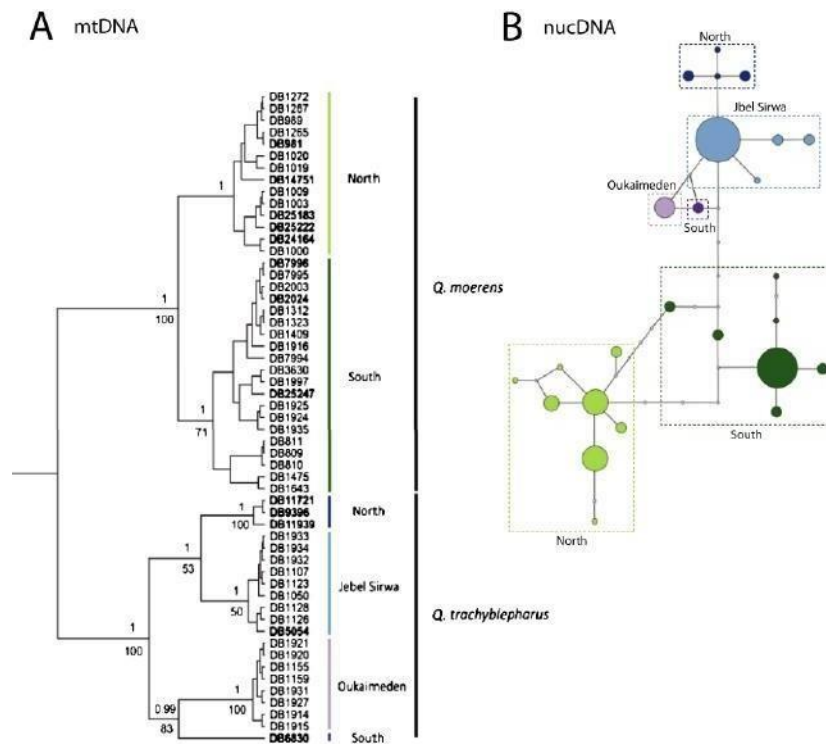 A mtDNA
B nucDNA
DB1272
DB1267
DB989
DB1265
DB981
DB1020
DB1019
DB14751
DB1009
DB1003
DB25183
DB25222
DB24164
DB1000
DB7996
DB7995
DB2003
DB2024
DB1312
DB1323
DB1409
DB1916
DB7994
DB3630
DB1997
DB25247
DB1925
DB1924
DB1935
DB811
DB809
DB810
DB1475
DB1643
DB11721
DB9396
DB11939
DB1933
DB1934
DB1932
DB1107
DB1123
DB1050
DB1128
DB1126
DB5054
DB1921
DB1920
DB1155
DB1159
DB1931
DB1927
DB1914
DB1915
DB6830
1
1
100
1
71
1
100
1
53
1
50
1
100
1
100
0.99
83
North
South
North
Jebel Sirwa
Oukaimeden
South
Q. moerens
Q. trachyblepharus
North
Jbel Sirwa
Oukaïmeden
South
South
North